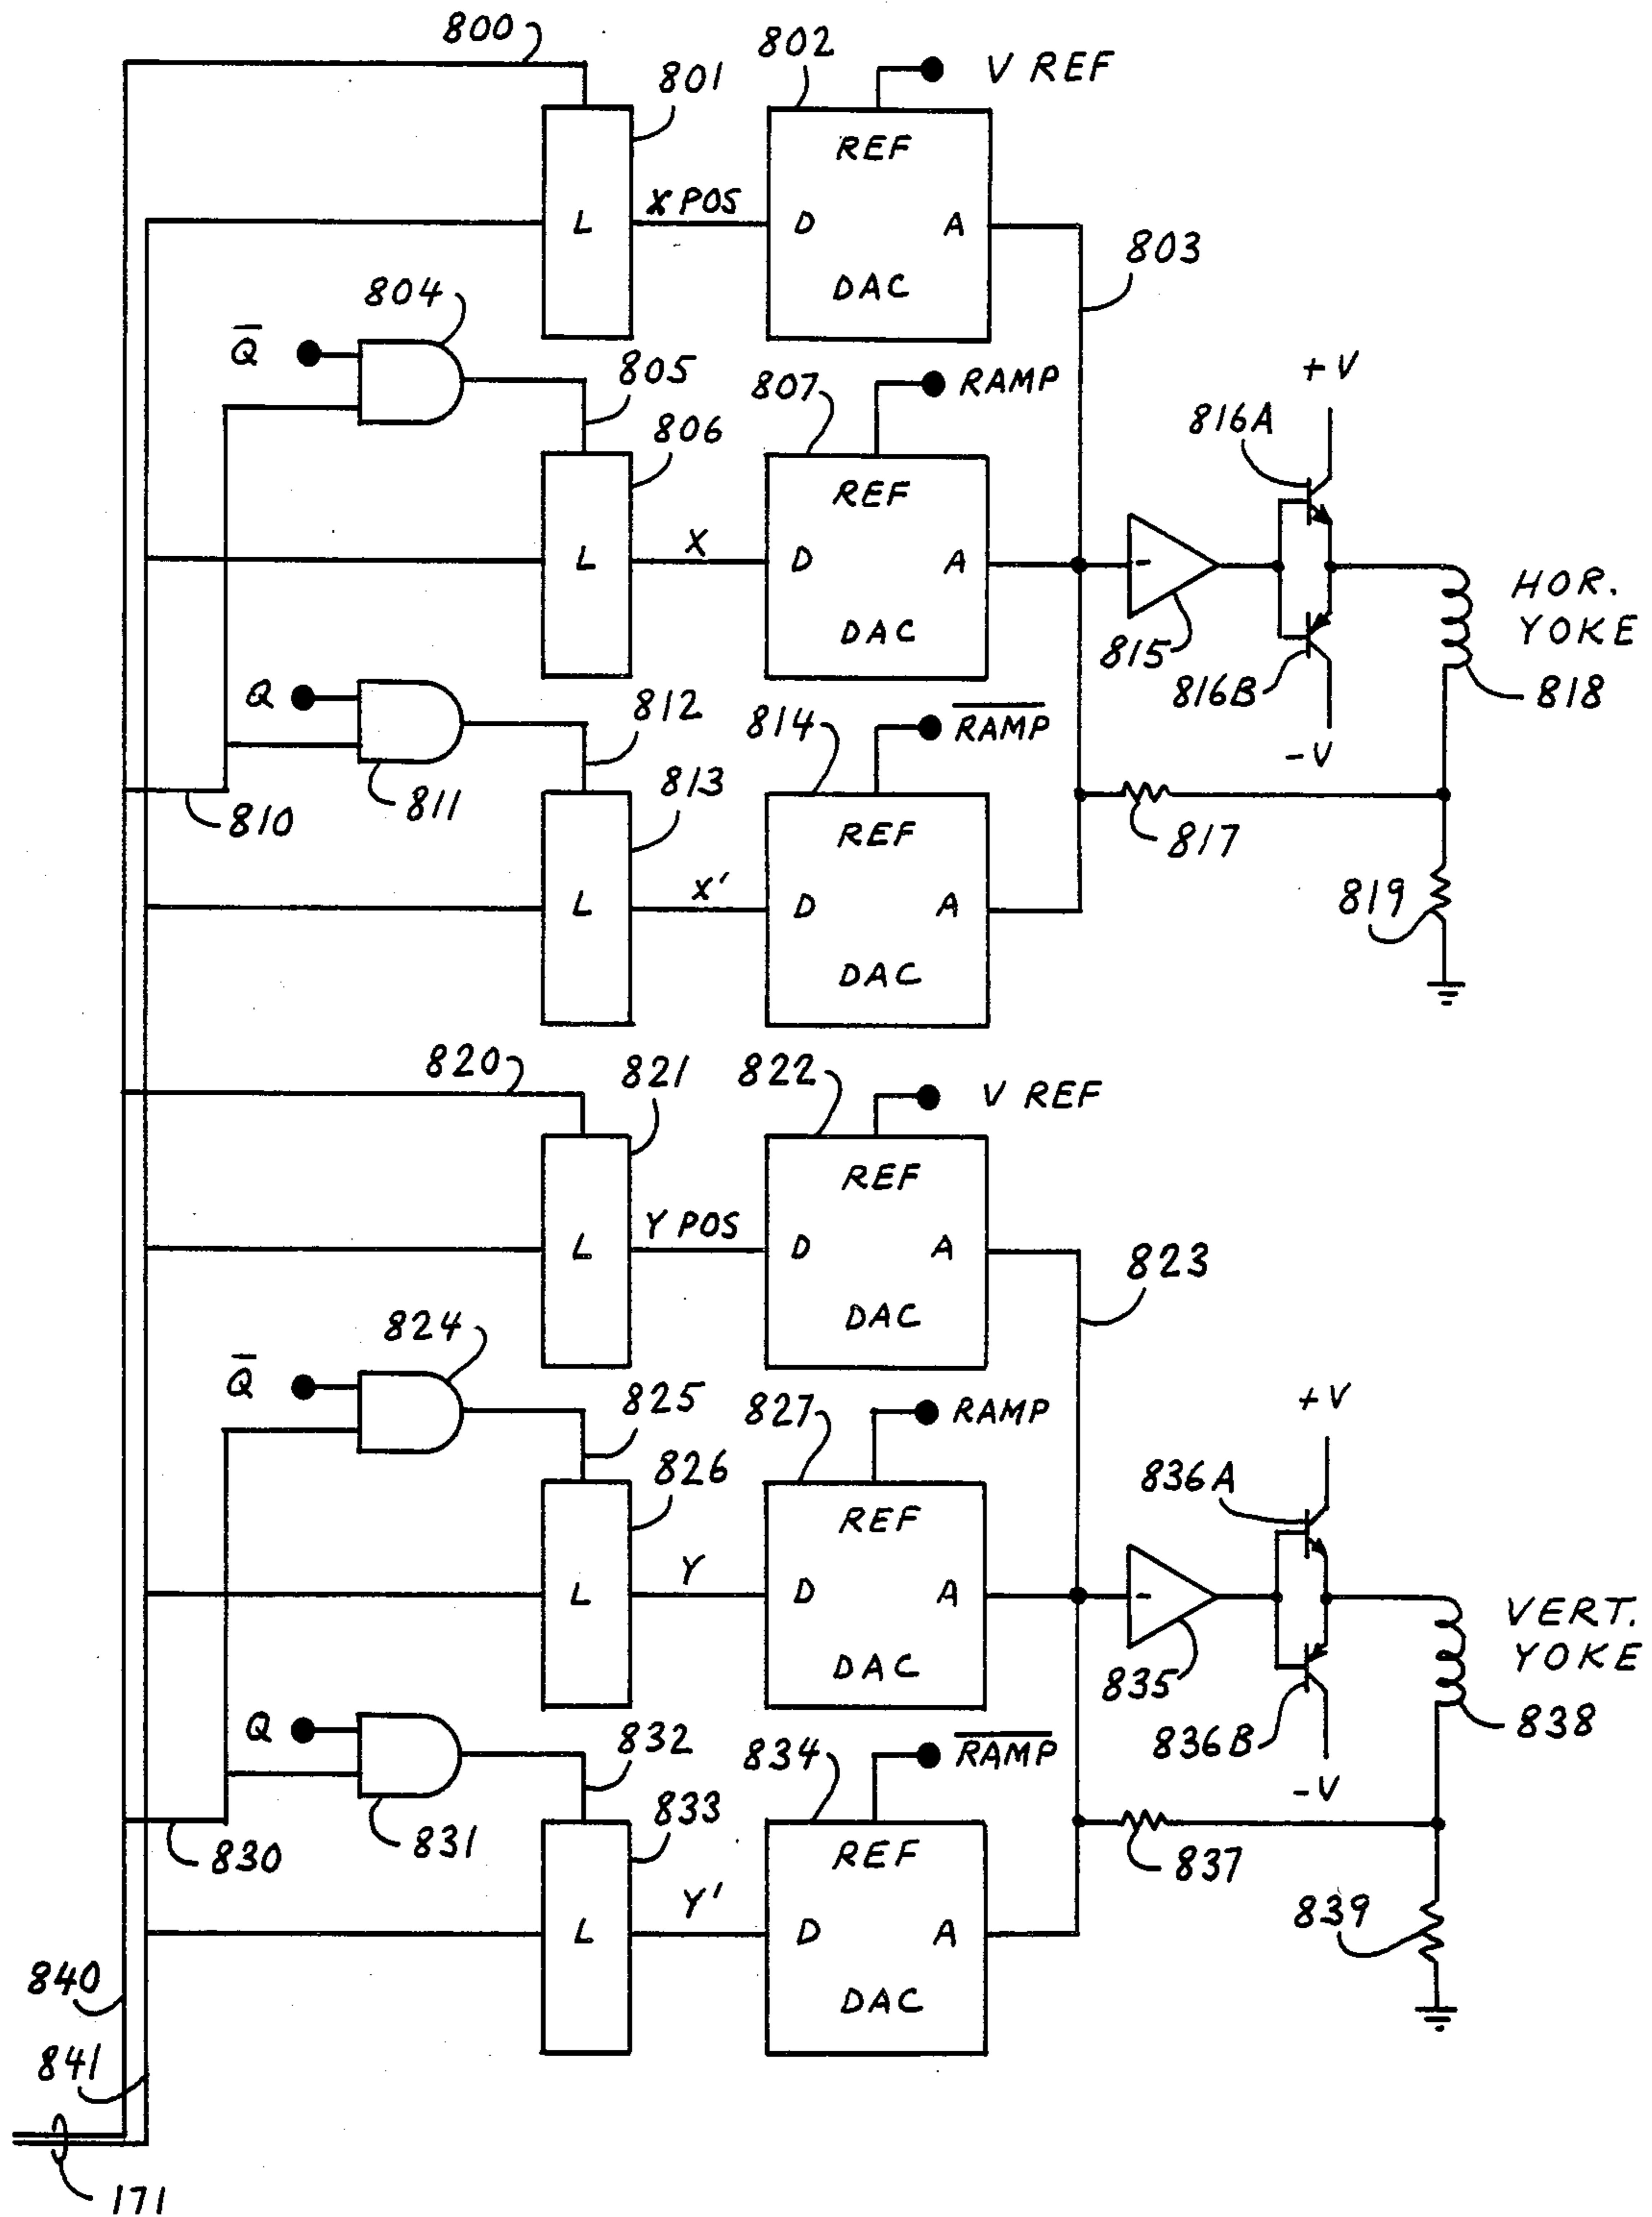 800
801
802
V REF
REF
L
X POS
D
A
DAC
803
804
Q̅
805
806
807
RAMP
REF
L
X
D
A
DAC
+V
816A
-
815
816B
-V
HOR.
YOKE
818
Q
811
810
812
813
814
R̅A̅M̅P̅
REF
L
X'
D
A
DAC
817
819
820
821
822
V REF
REF
L
Y POS
D
A
DAC
823
824
Q̅
825
826
827
RAMP
REF
L
Y
D
A
DAC
+V
836A
-
835
836B
-V
VERT.
YOKE
838
Q
831
830
832
833
834
R̅A̅M̅P̅
REF
L
Y'
D
A
DAC
837
839
840
841
171